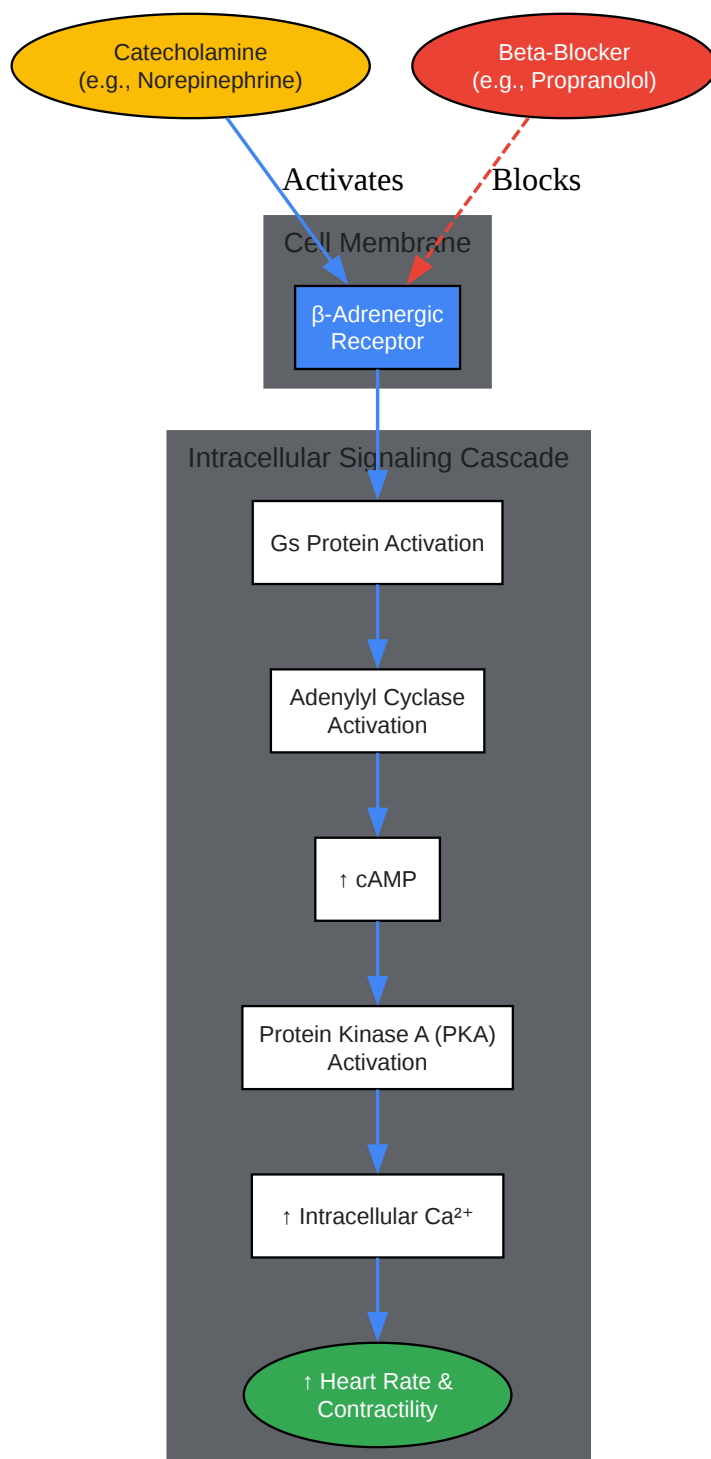 Catecholamine
(e.g., Norepinephrine)
Beta-Blocker
(e.g., Propranolol)
Activates
Blocks
Cell Membrane
β-Adrenergic
Receptor
Intracellular Signaling Cascade
Gs Protein Activation
Adenylyl Cyclase
Activation
↑ cAMP
Protein Kinase A (PKA)
Activation
↑ Intracellular Ca²⁺
↑ Heart Rate &
Contractility